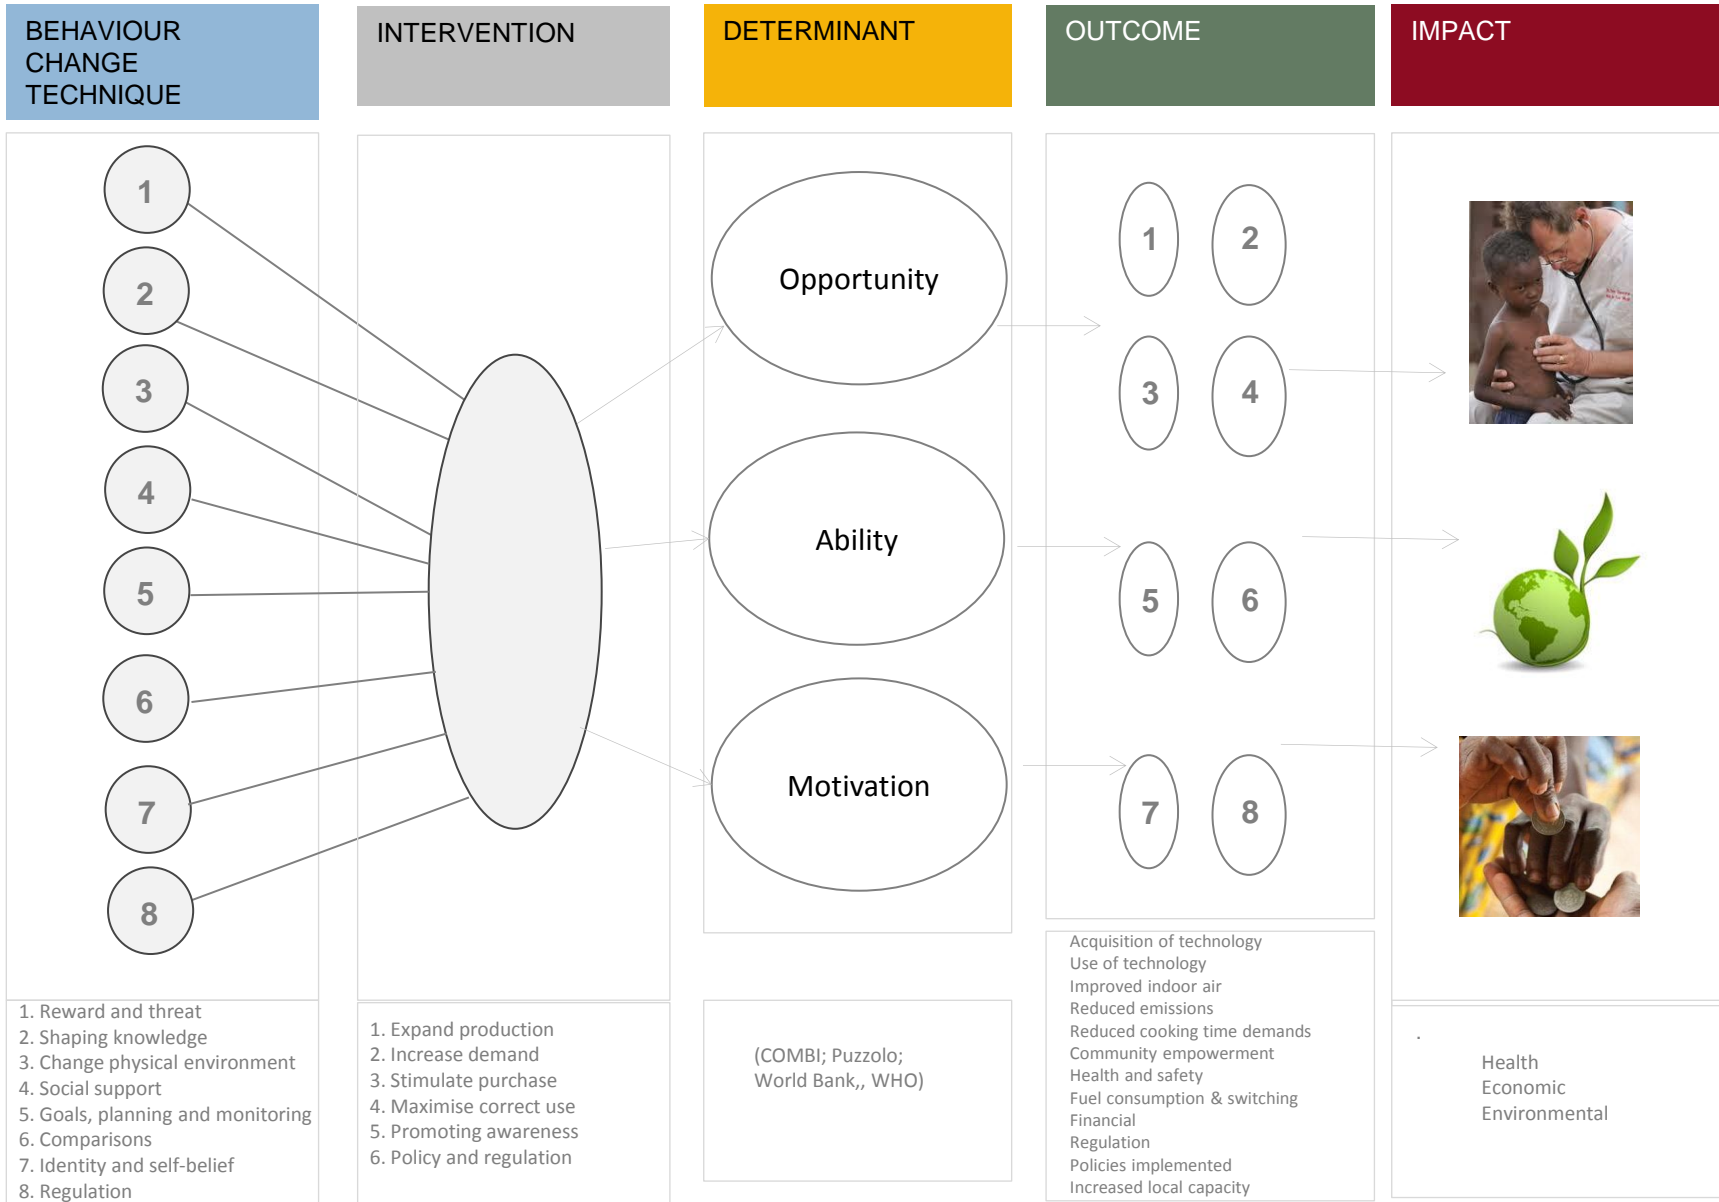 BEHAVIOUR
CHANGE
TECHNIQUE
INTERVENTION
DETERMINANT
OUTCOME
IMPACT
1
2
3
4
5
6
7
8
Opportunity
Ability
Motivation
1 2
3 4
5 6
7 8
1. Reward and threat
2. Shaping knowledge
3. Change physical environment
4. Social support
5. Goals, planning and monitoring
6. Comparisons
7. Identity and self-belief
8. Regulation
1. Expand production
2. Increase demand
3. Stimulate purchase
4. Maximise correct use
5. Promoting awareness
6. Policy and regulation
(COMBI; Puzzolo;
World Bank,, WHO)
Acquisition of technology
Use of technology
Improved indoor air
Reduced emissions
Reduced cooking time demands
Community empowerment
Health and safety
Fuel consumption & switching
Financial
Regulation
Policies implemented
Increased local capacity
.
Health
Economic
Environmental